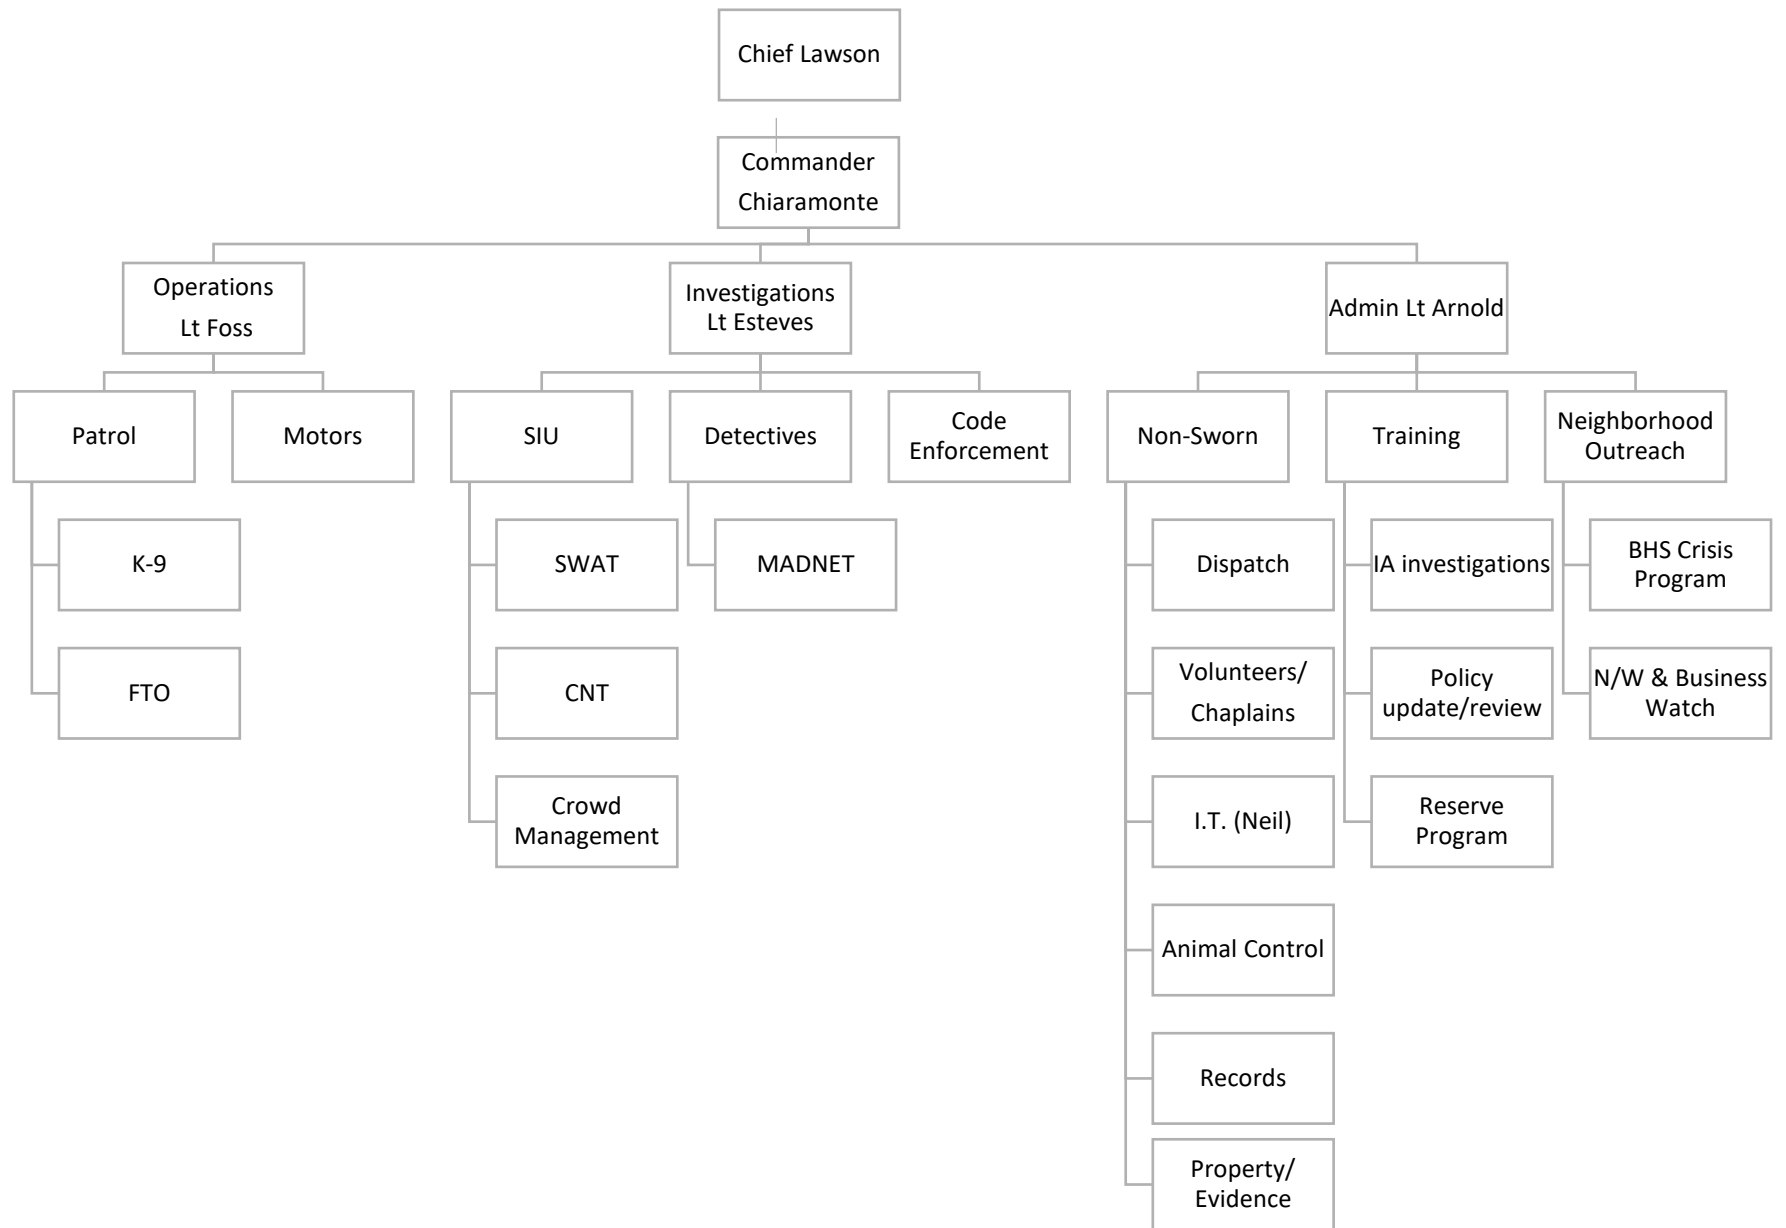 Chief Lawson
Commander
Chiaramonte
Operations
Lt Foss
Investigations
Lt Esteves
Admin Lt Arnold
Patrol
Motors
SIU
Detectives
Code
Enforcement
Non-Sworn
Training
Neighborhood
Outreach
K-9
SWAT
MADNET
Dispatch
IA investigations
BHS Crisis
Program
FTO
CNT
Volunteers/
Chaplains
Policy
update/review
N/W & Business
Watch
Crowd
Management
I.T. (Neil)
Reserve
Program
Animal Control
Records
Property/
Evidence